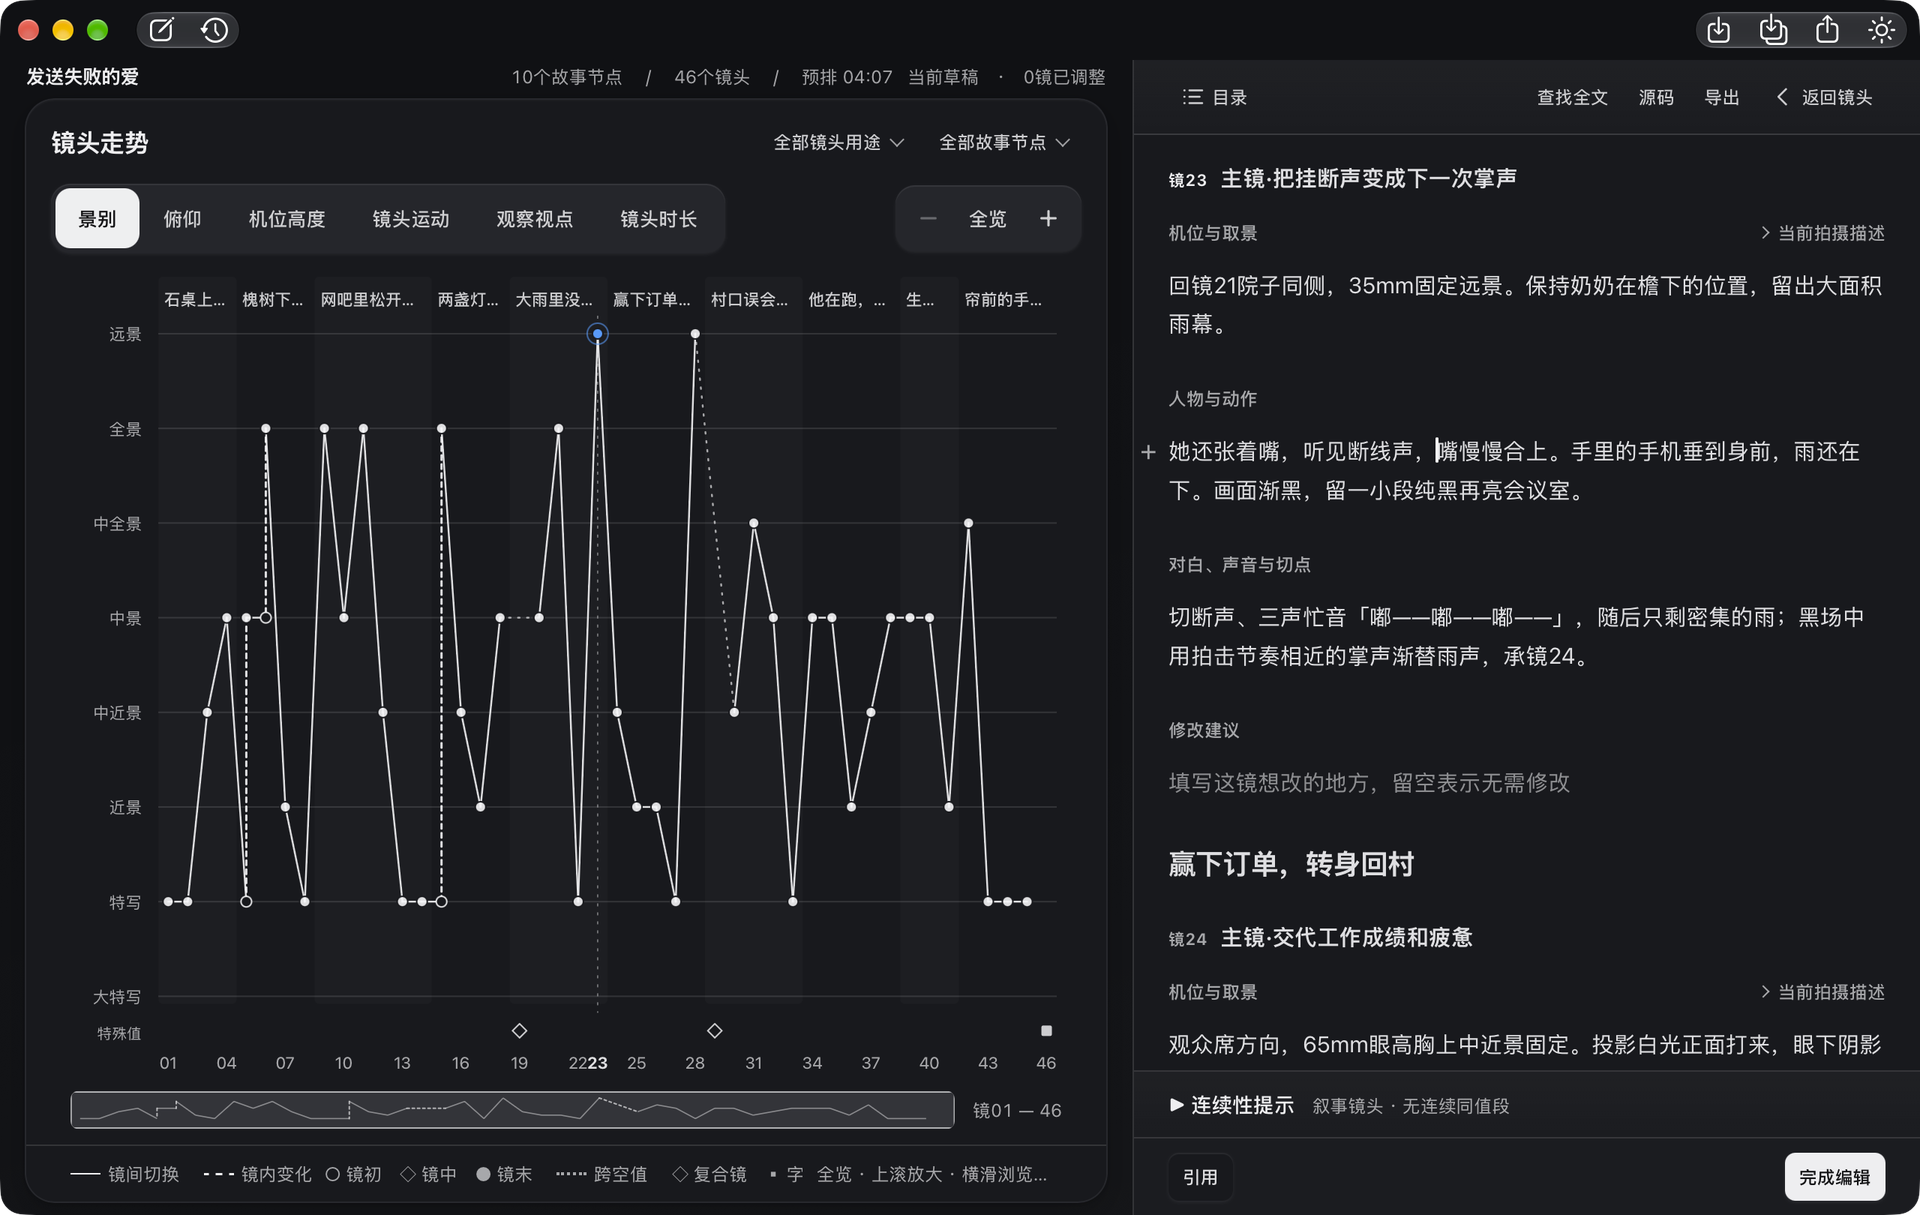 发送失败的爱
10个故事节点 / 46个镜头 / 预排 04:07 当前草稿 · 0镜已调整
镜头走势
全部镜头用途
全部故事节点
景别 俯仰 机位高度 镜头运动 观察视点 镜头时长
全览
石桌上... 槐树下... 网吧里松开... 两盏灯... 大雨里没... 赢下订单... 村口误会... 他在跑，... 生... 帘前的手...
远景
全景
中全景
中景
中近景
近景
特写
大特写
特殊值
01 04 07 10 13 16 19 22 23 25 28 31 34 37 40 43 46
镜01 — 46
镜间切换 镜内变化 镜初 镜中 镜末 跨空值 复合镜 字 全览 · 上滚放大 · 横滑浏览...
目录 查找全文 源码 导出 返回镜头
镜23 主镜·把挂断声变成下一次掌声
机位与取景 当前拍摄描述
回镜21院子同侧，35mm固定远景。保持奶奶在檐下的位置，留出大面积
雨幕。
人物与动作
她还张着嘴，听见断线声，嘴慢慢合上。手里的手机垂到身前，雨还在
下。画面渐黑，留一小段纯黑再亮会议室。
对白、声音与切点
切断声、三声忙音「嘟——嘟——嘟——」，随后只剩密集的雨；黑场中
用拍击节奏相近的掌声渐替雨声，承镜24。
修改建议
填写这镜想改的地方，留空表示无需修改
赢下订单，转身回村
镜24 主镜·交代工作成绩和疲惫
机位与取景 当前拍摄描述
观众席方向，65mm眼高胸上中近景固定。投影白光正面打来，眼下阴影
连续性提示 叙事镜头 · 无连续同值段
引用
完成编辑